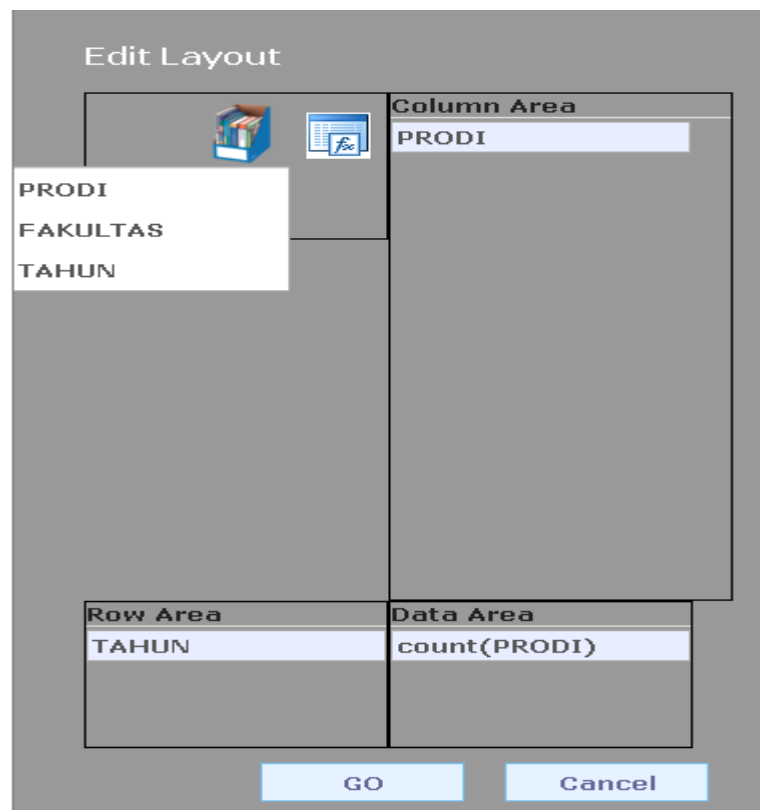 Edit Layout
Column Area
PRODI
PRODI
FAKULTAS
TAHUN
Row Area
TAHUN
Data Area
count(PRODI)
GO
Cancel